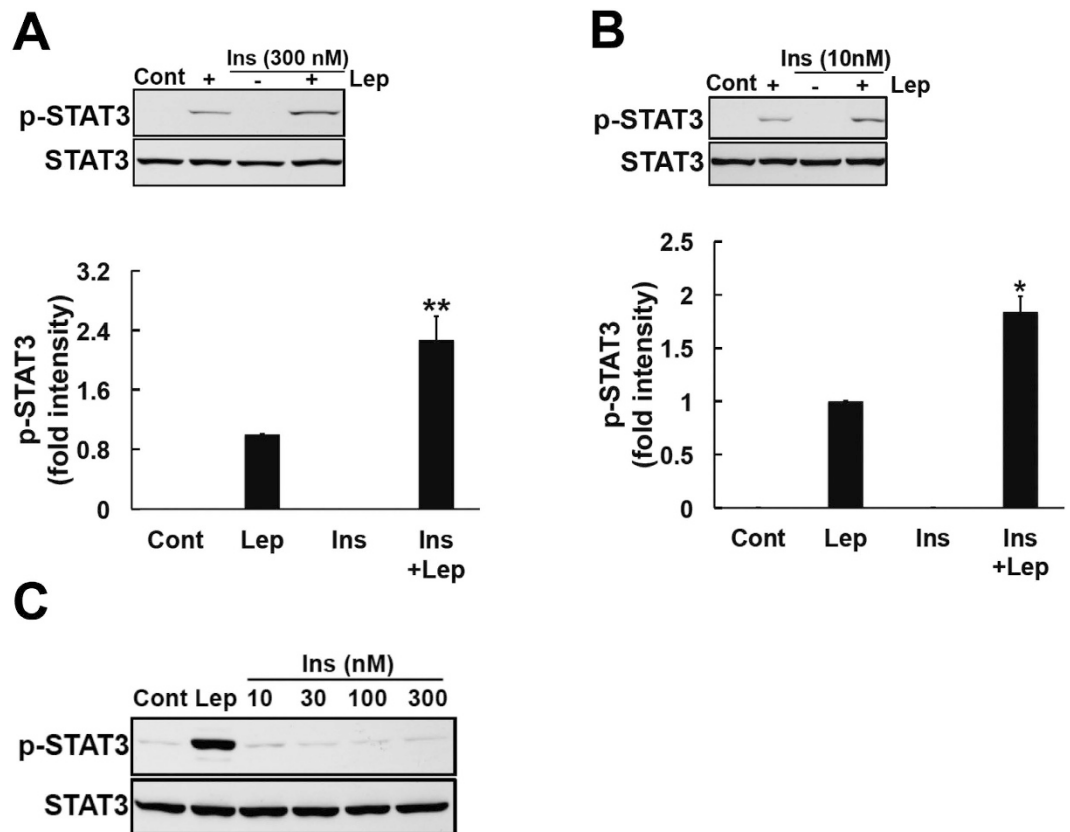 A
Ins (300 nM)
Cont + - + Lep
p-STAT3
STAT3
3.2
2.4
1.6
0.8
0
p-STAT3
(fold intensity)
**
Cont Lep Ins Ins
+Lep
B
Ins (10nM)
Cont + - + Lep
p-STAT3
STAT3
2.5
2
1.5
1
0.5
0
p-STAT3
(fold intensity)
*
Cont Lep Ins Ins
+Lep
C
Ins (nM)
Cont Lep 10 30 100 300
p-STAT3
STAT3